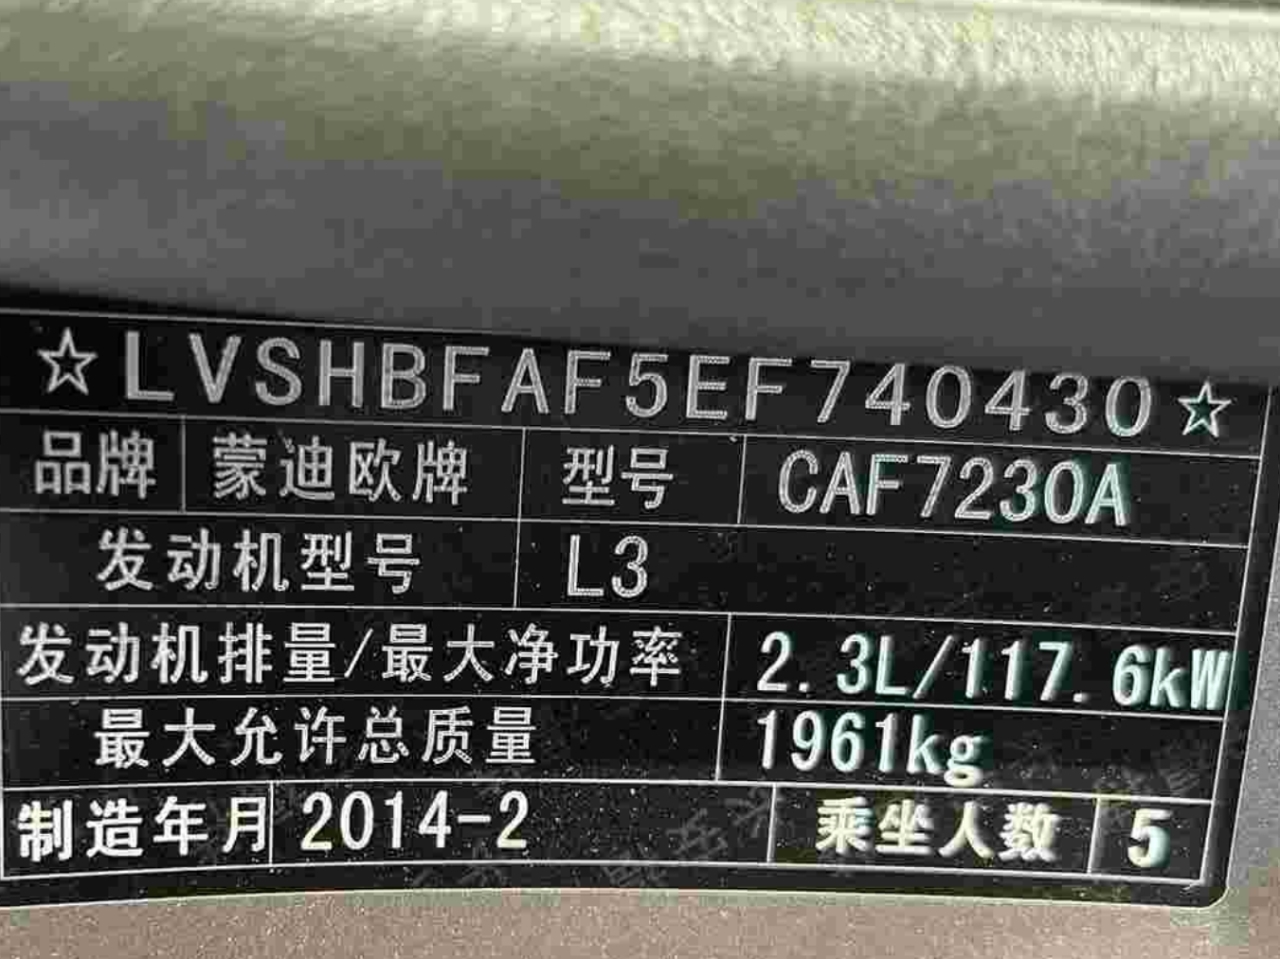 ☆LVSHBFAF5EF740430☆
品牌 蒙迪欧牌 型号 CAF7230A
发动机型号 L3
发动机排量/最大净功率 2.3L/117.6kW
最大允许总质量 1961kg
制造年月 2014-2 乘坐人数 5